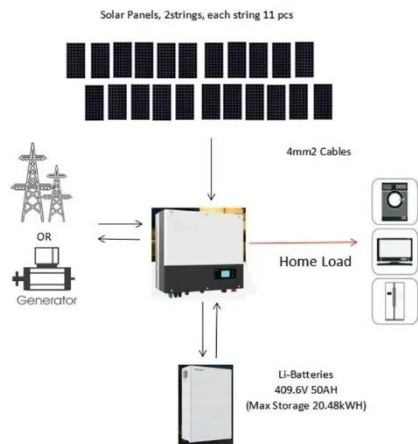 Solar Panels, 2strings, each string 11 pcs
4mm2 Cables
OR
Generator
Home Load
Li-Batteries
409.6V 50AH
(Max Storage 20.48kWH)